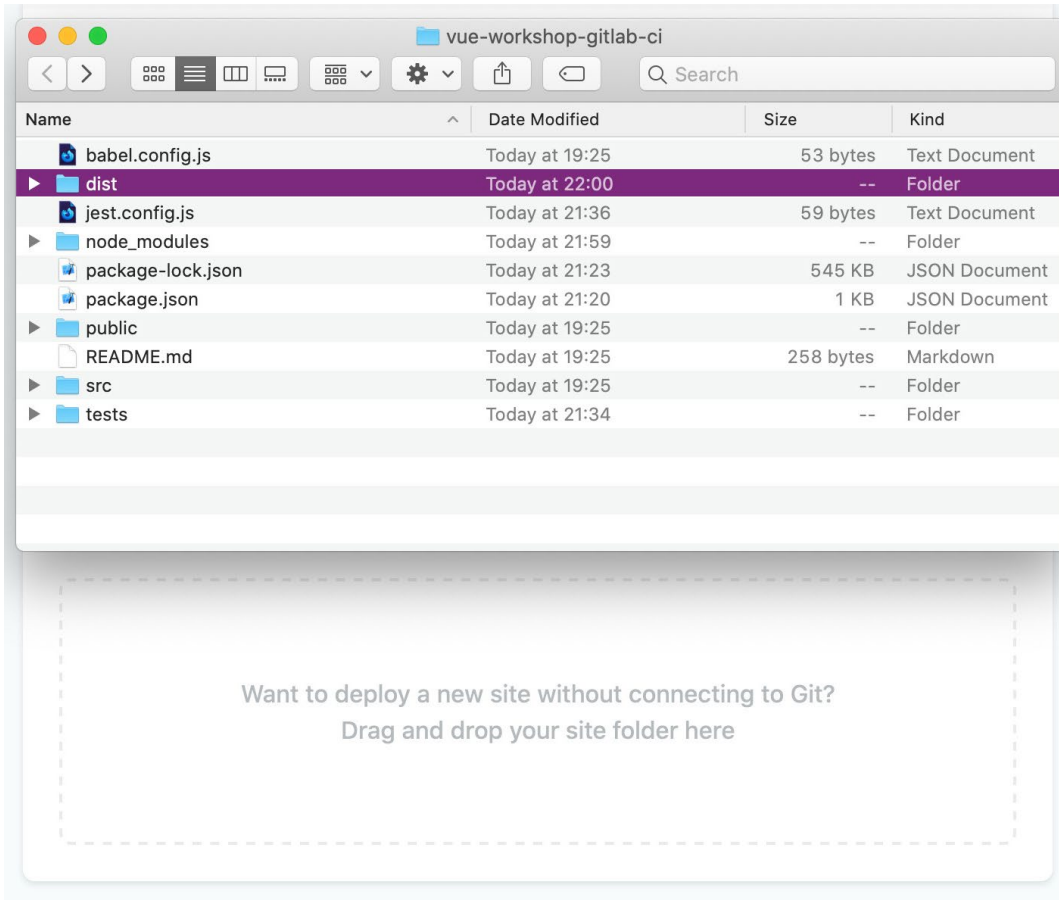 vue-workshop-gitlab-ci
Search
Name Date Modified Size Kind
babel.config.js Today at 19:25 53 bytes Text Document
dist Today at 22:00 -- Folder
jest.config.js Today at 21:36 59 bytes Text Document
node_modules Today at 21:59 -- Folder
package-lock.json Today at 21:23 545 KB JSON Document
package.json Today at 21:20 1 KB JSON Document
public Today at 19:25 -- Folder
README.md Today at 19:25 258 bytes Markdown
src Today at 19:25 -- Folder
tests Today at 21:34 -- Folder
Want to deploy a new site without connecting to Git?
Drag and drop your site folder here